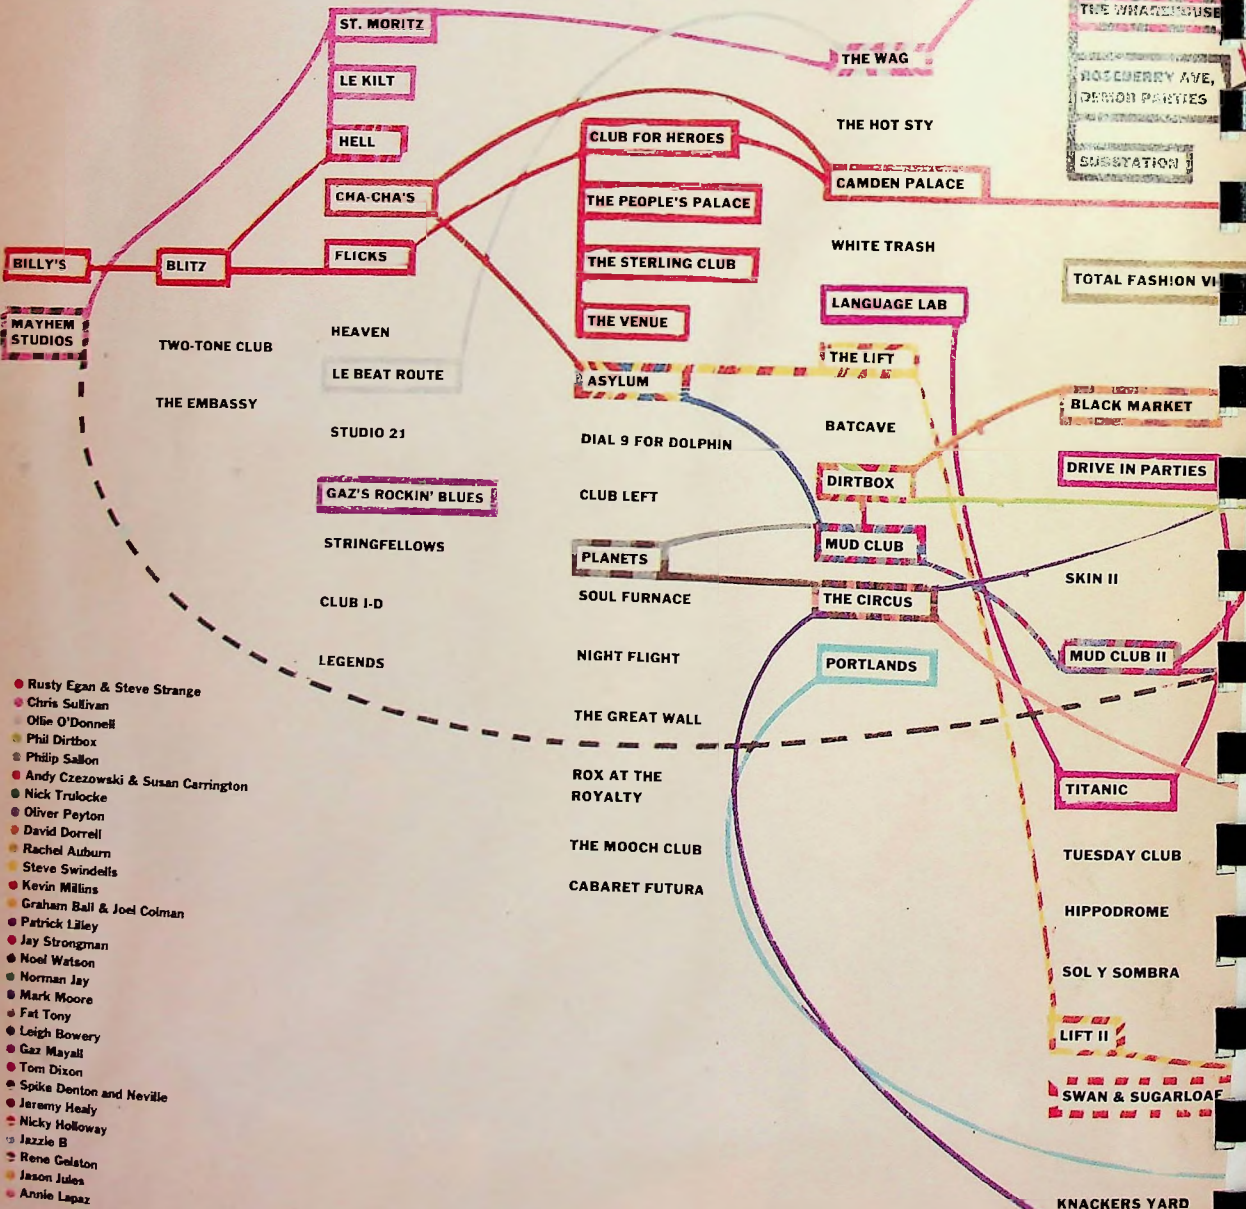 ST. MORITZ
LE KILT
HELL
CHA-CHA'S
FLICKS
BILLY'S
BLITZ
MAYHEM
STUDIOS
TWO-TONE CLUB
THE EMBASSY
HEAVEN
LE BEAT ROUTE
STUDIO 21
GAZ'S ROCKIN' BLUES
STRINGFELLOWS
CLUB I-D
LEGENDS
CLUB FOR HEROES
THE PEOPLE'S PALACE
THE STERLING CLUB
THE VENUE
ASYLUM
DIAL 9 FOR DOLPHIN
CLUB LEFT
PLANETS
SOUL FURNACE
NIGHT FLIGHT
THE GREAT WALL
ROX AT THE
ROYALTY
THE MOOCH CLUB
CABARET FUTURA
THE WAG
THE HOT STY
CAMDEN PALACE
WHITE TRASH
LANGUAGE LAB
THE LIFT
BATCAVE
DIRTBOX
MUD CLUB
THE CIRCUS
PORTLANDS
THE WHAREHOUSE
ROSEBERRY AVE,
DEMOB PARTIES
SUBSTATION
TOTAL FASHION VI
BLACK MARKET
DRIVE IN PARTIES
SKIN II
MUD CLUB II
TITANIC
TUESDAY CLUB
HIPPODROME
SOL Y SOMBRA
LIFT II
SWAN & SUGARLOAF
KNACKERS YARD
Rusty Egan & Steve Strange
Chris Sullivan
Ollie O'Donnell
Phil Dirtbox
Philip Sallon
Andy Czezowski & Susan Carrington
Nick Trulocke
Oliver Peyton
David Dorrell
Rachel Auburn
Steve Swindells
Kevin Millins
Graham Ball & Joel Colman
Patrick Lilley
Jay Strongman
Noel Watson
Norman Jay
Mark Moore
Fat Tony
Leigh Bowery
Gaz Mayall
Tom Dixon
Spike Denton and Neville
Jeremy Healy
Nicky Holloway
Jazzie B
Rene Gelston
Jason Jules
Annie Lapaz